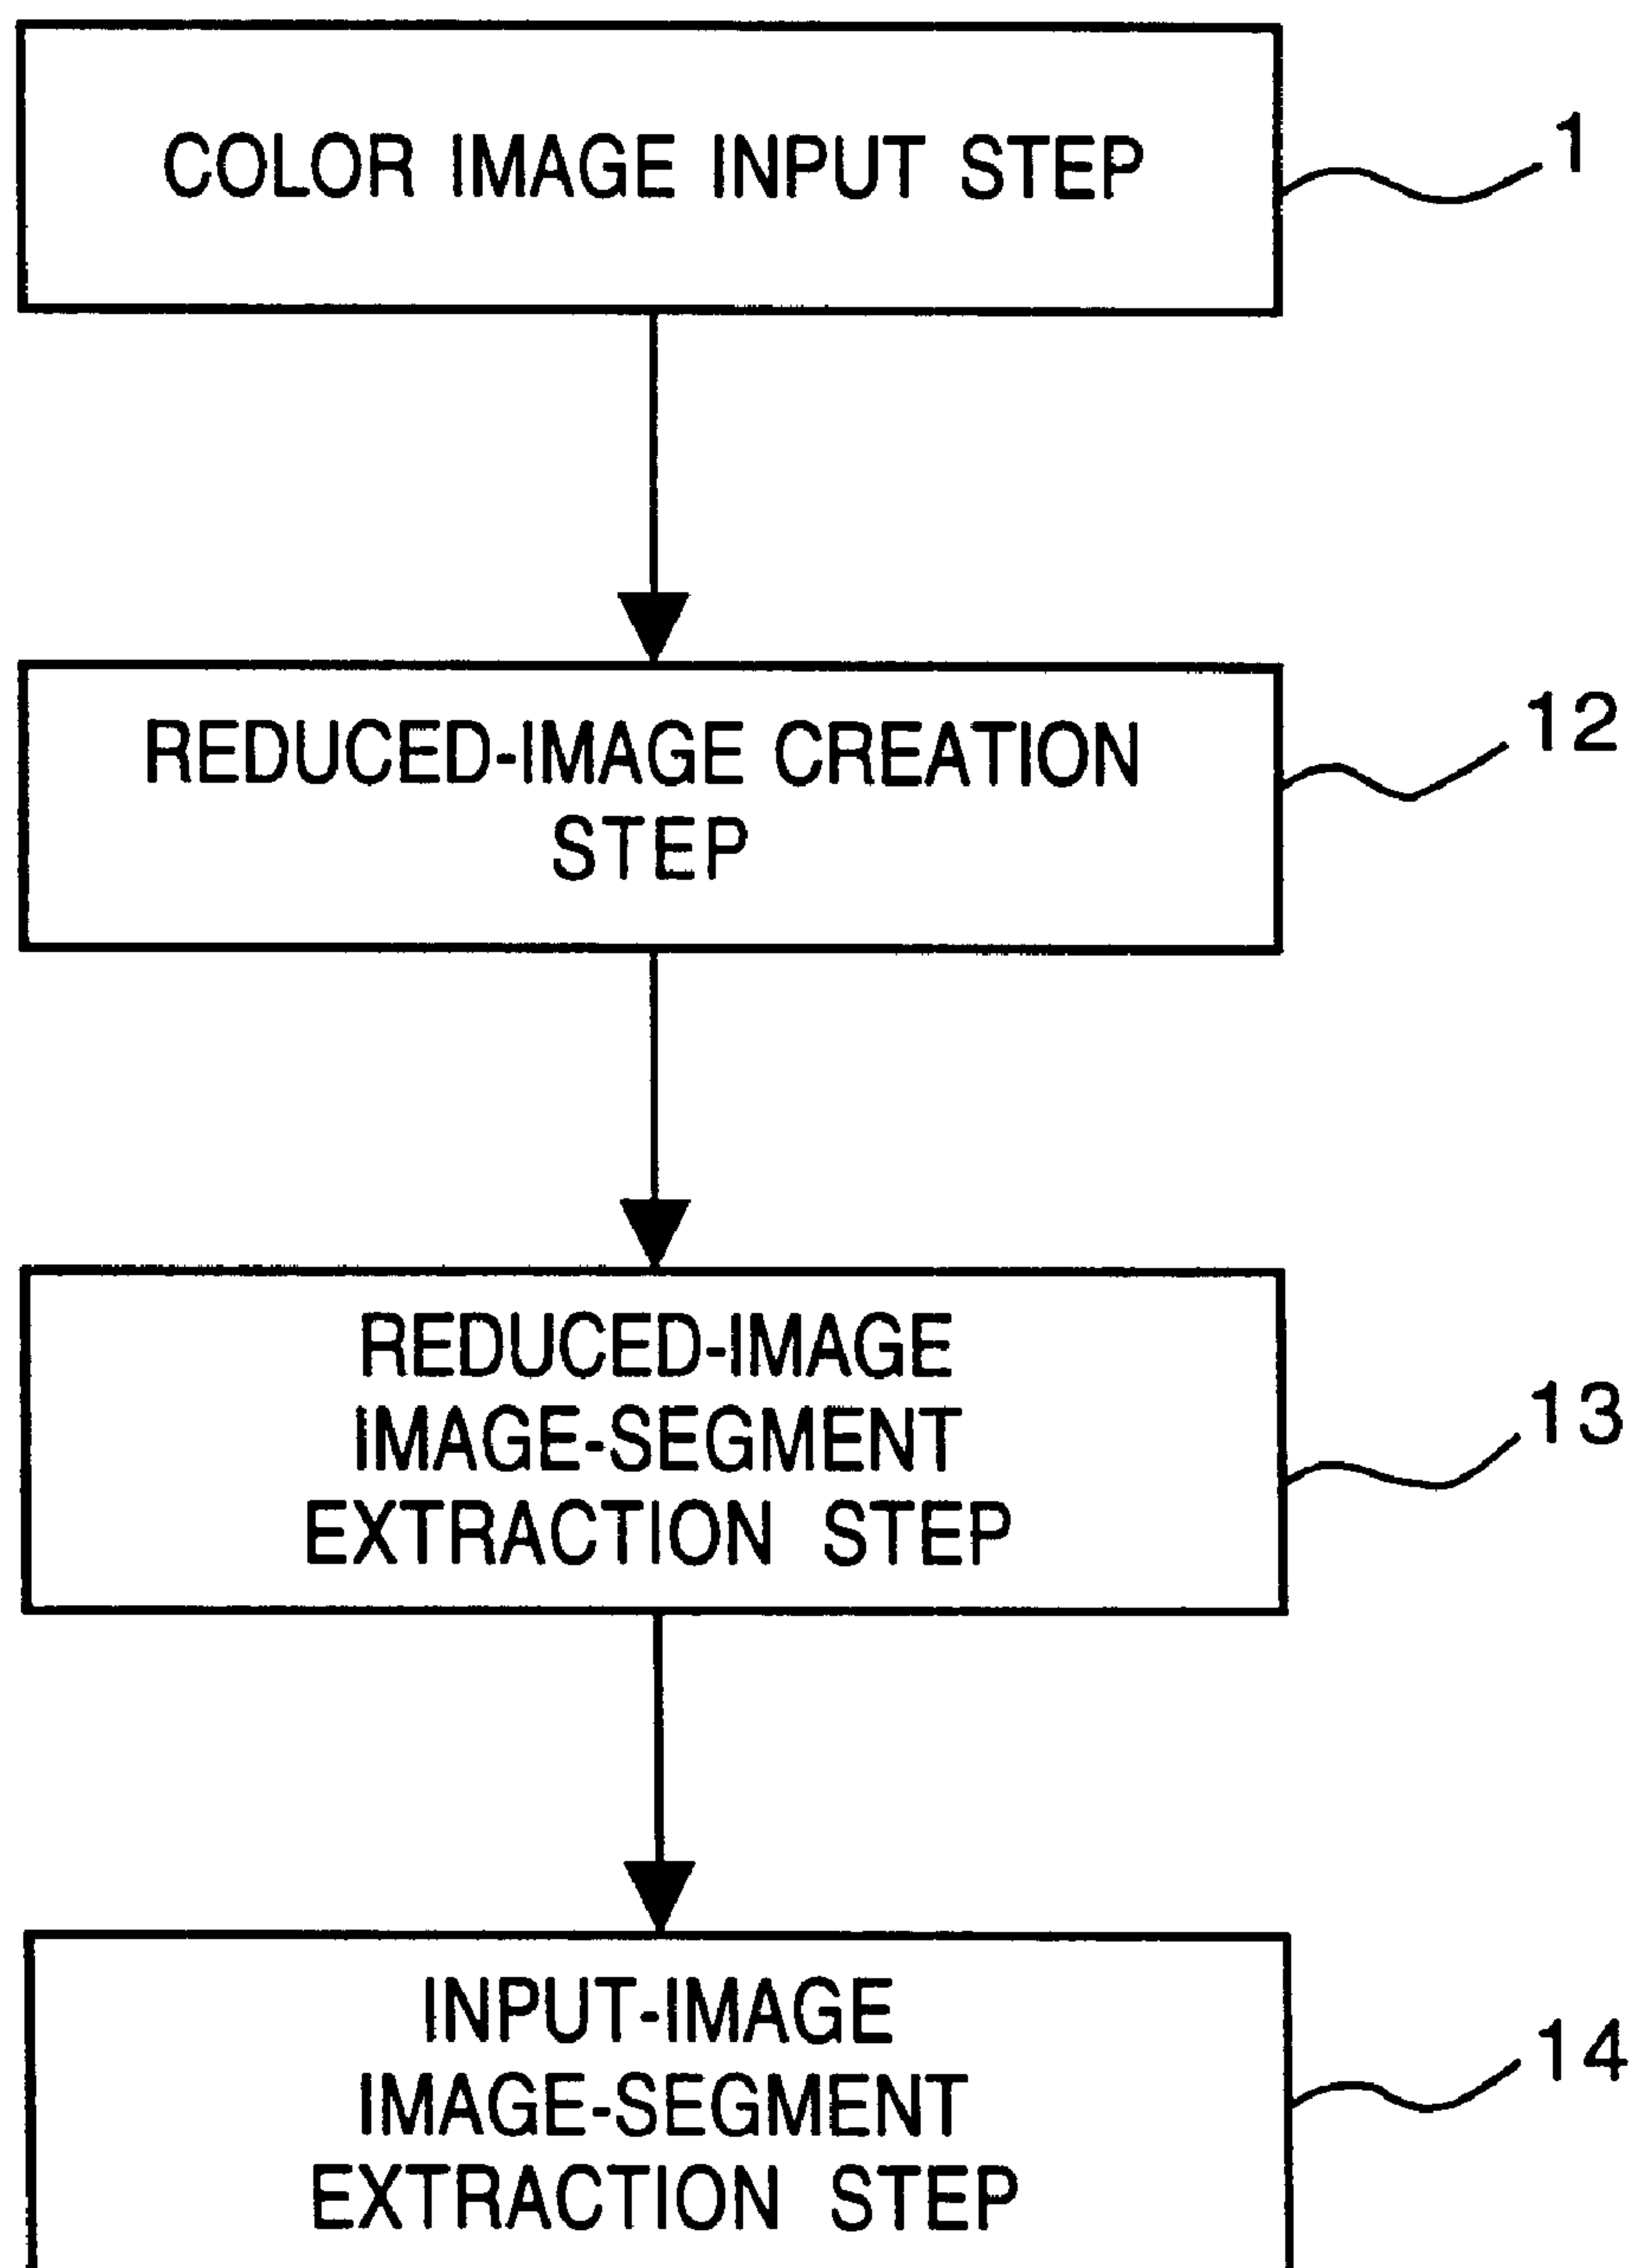 COLOR IMAGE INPUT STEP
1
REDUCED-IMAGE CREATION
STEP
12
REDUCED-IMAGE
IMAGE-SEGMENT
EXTRACTION STEP
13
INPUT-IMAGE
IMAGE-SEGMENT
EXTRACTION STEP
14